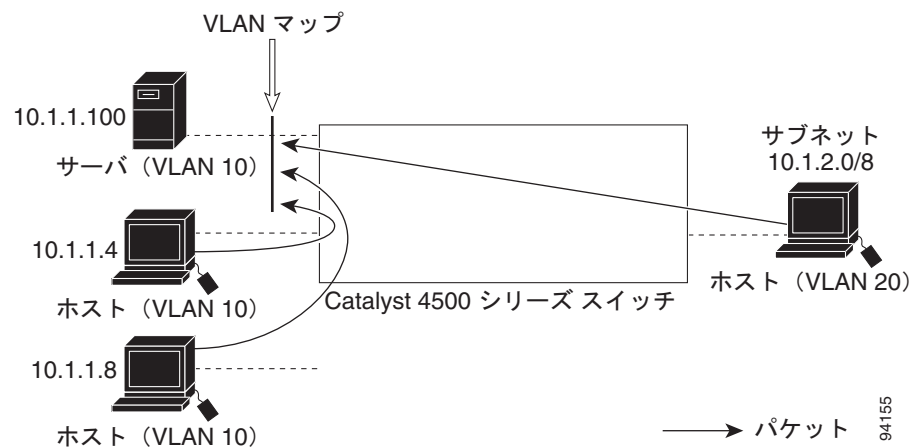 VLAN マップ
10.1.1.100
サーバ（VLAN 10）
サブネット
10.1.2.0/8
10.1.1.4
ホスト（VLAN 10）
Catalyst 4500 シリーズ スイッチ
ホスト（VLAN 20）
10.1.1.8
ホスト（VLAN 10）
パケット
94155